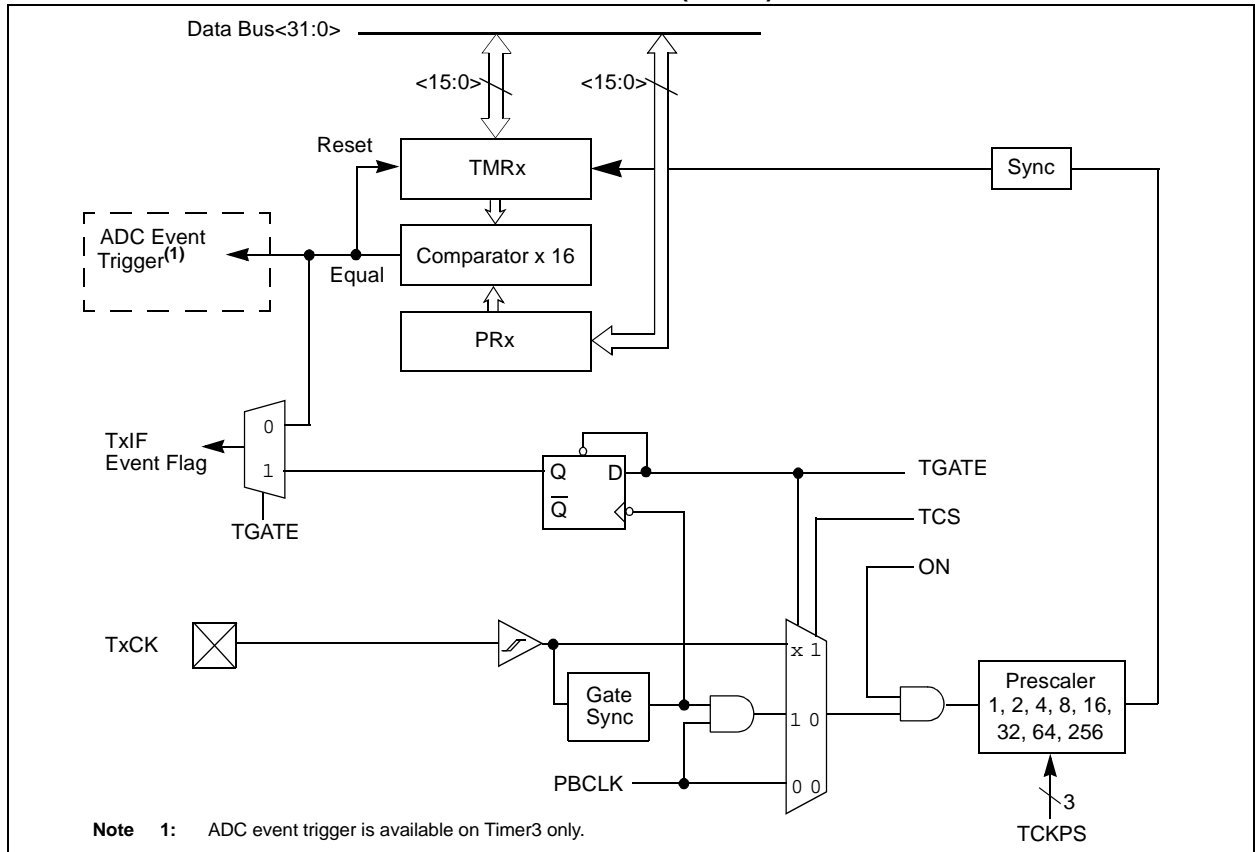 Data Bus<31:0>
<15:0>
<15:0>
Reset
TMRx
Sync
ADC Event
Trigger(1)
Equal
Comparator x 16
PRx
TxIF
Event Flag
0
1
TGATE
Q
D
Q
TGATE
TCS
ON
TxCK
x 1
Gate
Sync
1 0
Prescaler
1, 2, 4, 8, 16,
32, 64, 256
PBCLK
0 0
3
TCKPS
Note 1: ADC event trigger is available on Timer3 only.